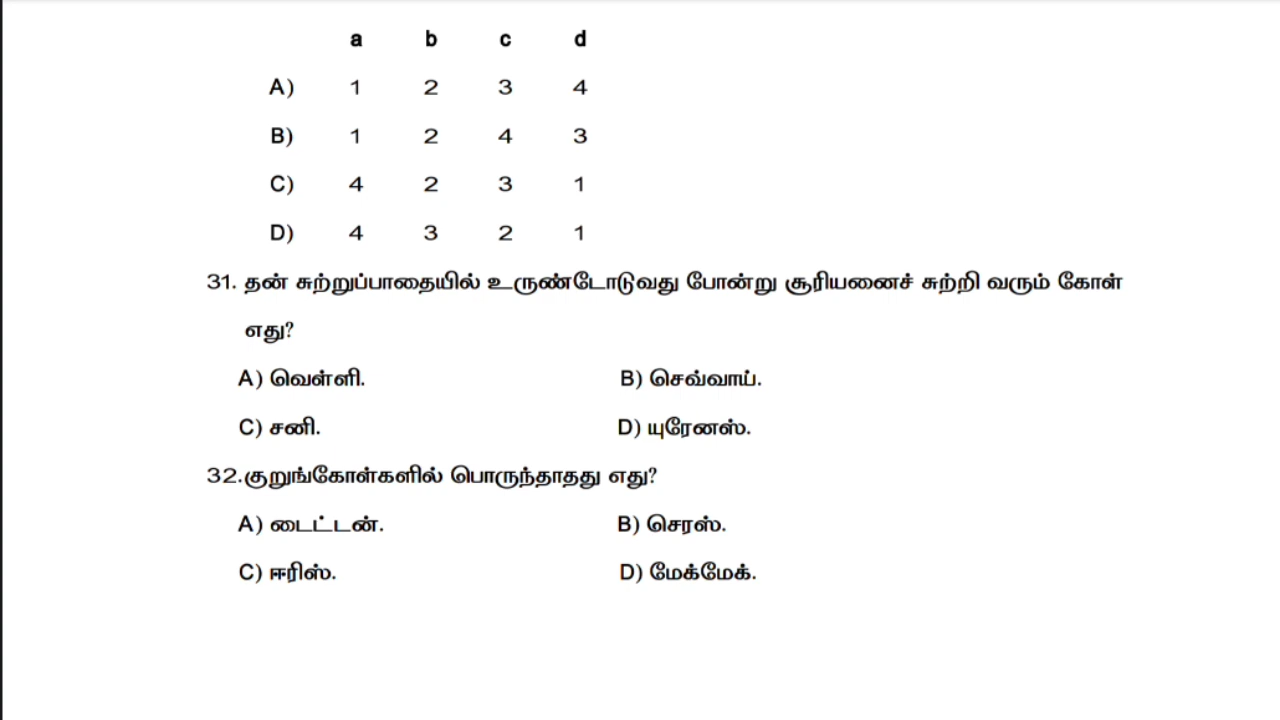 a b c d
A) 1 2 3 4
B) 1 2 4 3
C) 4 2 3 1
D) 4 3 2 1
31. தன் சுற்றுப்பாதையில் உருண்டோடுவது போன்று சூரியனைச் சுற்றி வரும் கோள்
எது?
A) வெள்ளி. B) செவ்வாய்.
C) சனி. D) யுரேனஸ்.
32.குறுங்கோள்களில் பொருந்தாதது எது?
A) டைட்டன். B) செரஸ்.
C) ஈரிஸ். D) மேக்மேக்.